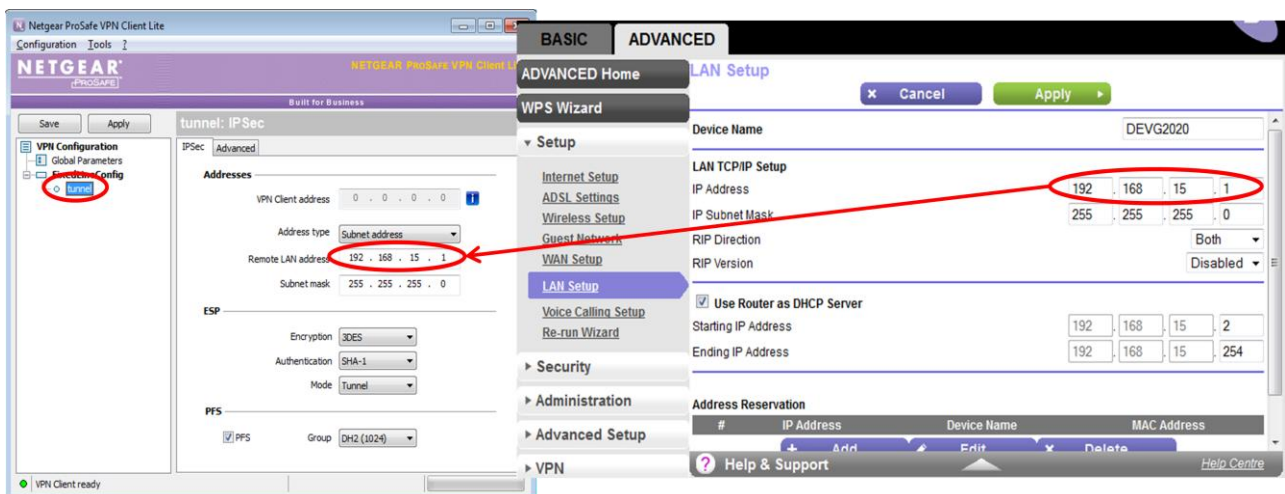 Netgear ProSafe VPN Client Lite
Configuration Tools ?
NETGEAR
PROSAFE
NETGEAR PROSAFE VPN Client
Built for Business
Save Apply
tunnel: IPSec
VPN Configuration
Global Parameters
FixedLineConfig
tunnel
IPSec Advanced
Addresses
VPN Client address 0 . 0 . 0 . 0
Address type Subnet address
Remote LAN address 192 . 168 . 15 . 1
Subnet mask 255 . 255 . 255 . 0
ESP
Encryption 3DES
Authentication SHA-1
Mode Tunnel
PFS
PFS Group DH2 (1024)
VPN Client ready
BASIC ADVANCED
ADVANCED Home
WPS Wizard
Setup
Internet Setup
ADSL Settings
Wireless Setup
Guest Network
WAN Setup
LAN Setup
Voice Calling Setup
Re-run Wizard
Security
Administration
Advanced Setup
VPN
LAN Setup
Cancel Apply
Device Name DEVG2020
LAN TCP/IP Setup
IP Address 192 . 168 . 15 . 1
IP Subnet Mask 255 . 255 . 255 . 0
RIP Direction Both
RIP Version Disabled
Use Router as DHCP Server
Starting IP Address 192 . 168 . 15 . 2
Ending IP Address 192 . 168 . 15 . 254
Address Reservation
# IP Address Device Name MAC Address
+ Add Edit Delete
? Help & Support Help Centre